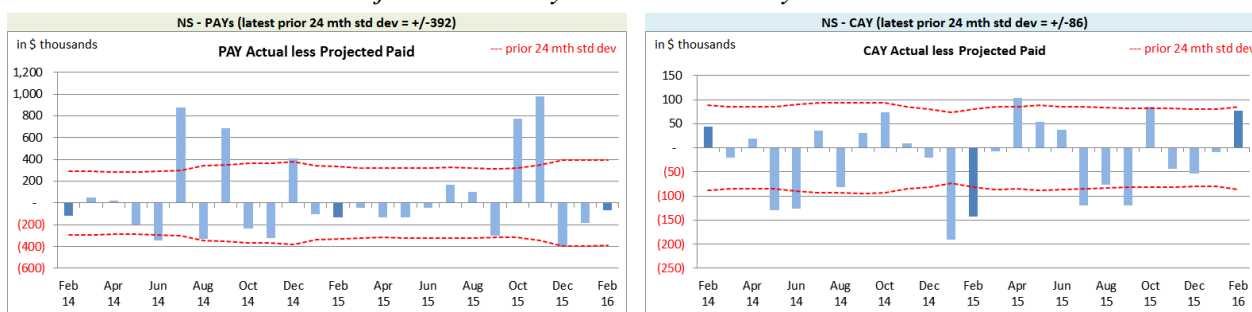 NS - PAYs (latest prior 24 mth std dev = +/-392)
in $ thousands
PAY Actual less Projected Paid
--- prior 24 mth std dev
1,200
1,000
800
600
400
200
-
(200)
(400)
(600)
Feb 14 Apr 14 Jun 14 Aug 14 Oct 14 Dec 14 Feb 15 Apr 15 Jun 15 Aug 15 Oct 15 Dec 15 Feb 16
NS - CAY (latest prior 24 mth std dev = +/-86)
in $ thousands
CAY Actual less Projected Paid
--- prior 24 mth std dev
150
100
50
-
(50)
(100)
(150)
(200)
(250)
Feb 14 Apr 14 Jun 14 Aug 14 Oct 14 Dec 14 Feb 15 Apr 15 Jun 15 Aug 15 Oct 15 Dec 15 Feb 16